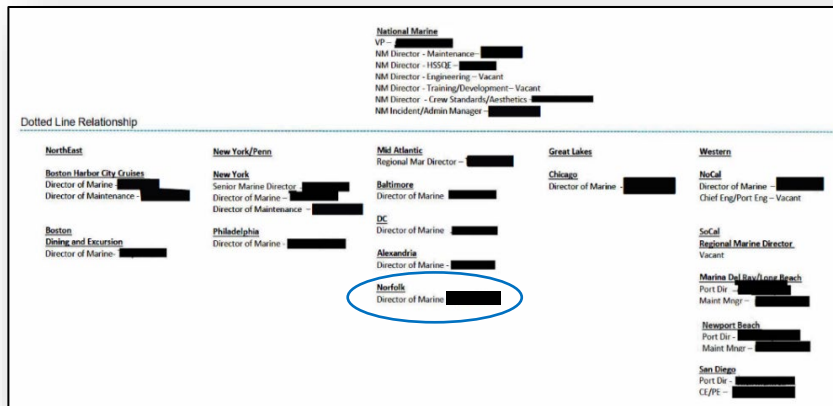 National Marine
VP –
NM Director - Maintenance–
NM Director - HSSQE –
NM Director - Engineering – Vacant
NM Director - Training/Development– Vacant
NM Director - Crew Standards/Aesthetics -
NM Incident/Admin Manager –
Dotted Line Relationship
NorthEast
Boston Harbor City Cruises
Director of Marine -
Director of Maintenance -
Boston
Dining and Excursion
Director of Marine-
New York/Penn
New York
Senior Marine Director -
Director of Marine –
Director of Maintenance –
Philadelphia
Director of Marine -
Mid Atlantic
Regional Mar Director –
Baltimore
Director of Marine
DC
Director of Marine -
Alexandria
Director of Marine -
Norfolk
Director of Marine
Great Lakes
Chicago
Director of Marine -
Western
NoCal
Director of Marine –
Chief Eng/Port Eng – Vacant
SoCal
Regional Marine Director
Vacant
Marina Del Ray/Long Beach
Port Dir –
Maint Mngr –
Newport Beach
Port Dir -
Maint Mngr –
San Diego
Port Dir -
CE/PE –